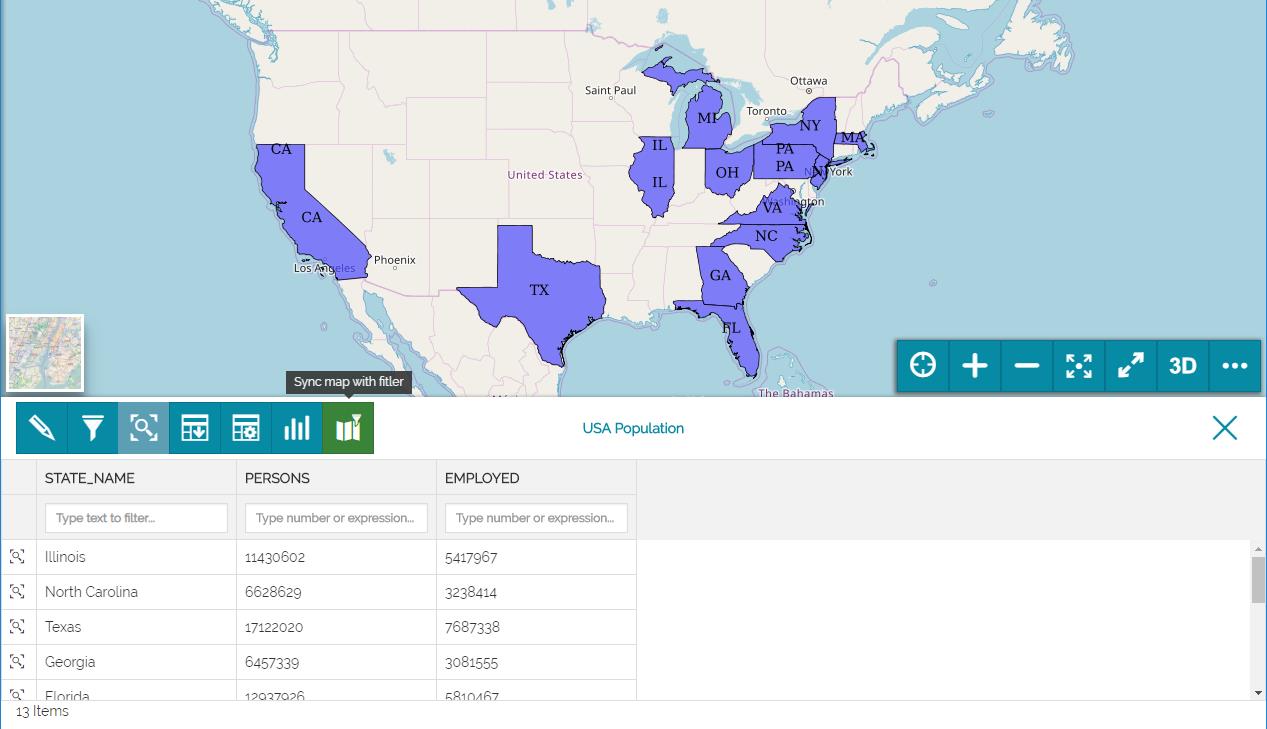 Ottawa
Saint Paul
Toronto
MI
NY
MA
CA
IL
PA
PA
OH
IL
United States
New York
NJ
Washington
VA
CA
NC
Phoenix
Los Angeles
GA
TX
FL
The Bahamas
3D
Sync map with fitler
USA Population
STATE_NAME PERSONS EMPLOYED
Type text to filter... Type number or expression... Type number or expression...
Illinois 11430602 5417967
North Carolina 6628629 3238414
Texas 17122020 7687338
Georgia 6457339 3081555
Florida 12937926 5810467
13 Items